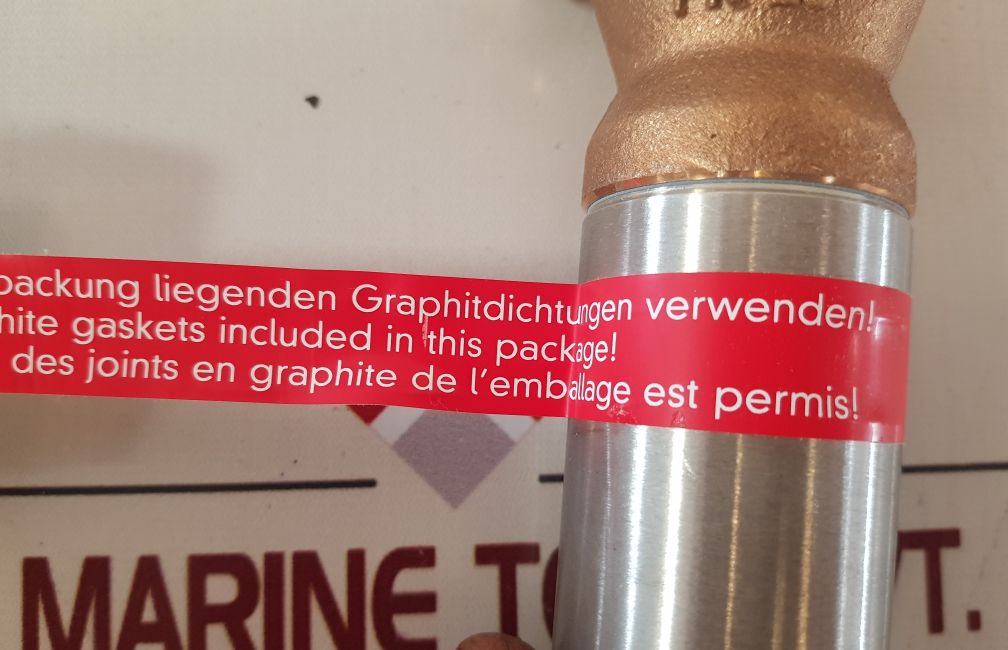 packung liegenden Graphitdichtungen verwenden!
hite gaskets included in this package!
des joints en graphite de l'emballage est permis!
MARINE T VT.